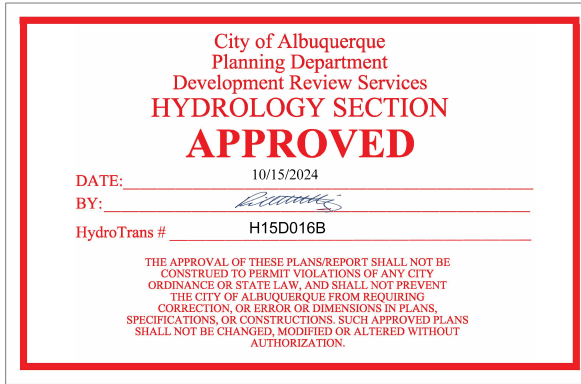 City of Albuquerque
Planning Department
Development Review Services
HYDROLOGY SECTION
APPROVED
DATE: 10/15/2024
BY:
HydroTrans # H15D016B
THE APPROVAL OF THESE PLANS/REPORT SHALL NOT BE
CONSTRUED TO PERMIT VIOLATIONS OF ANY CITY
ORDINANCE OR STATE LAW, AND SHALL NOT PREVENT
THE CITY OF ALBUQUERQUE FROM REQUIRING
CORRECTION, OR ERROR OR DIMENSIONS IN PLANS,
SPECIFICATIONS, OR CONSTRUCTIONS. SUCH APPROVED PLANS
SHALL NOT BE CHANGED, MODIFIED OR ALTERED WITHOUT
AUTHORIZATION.